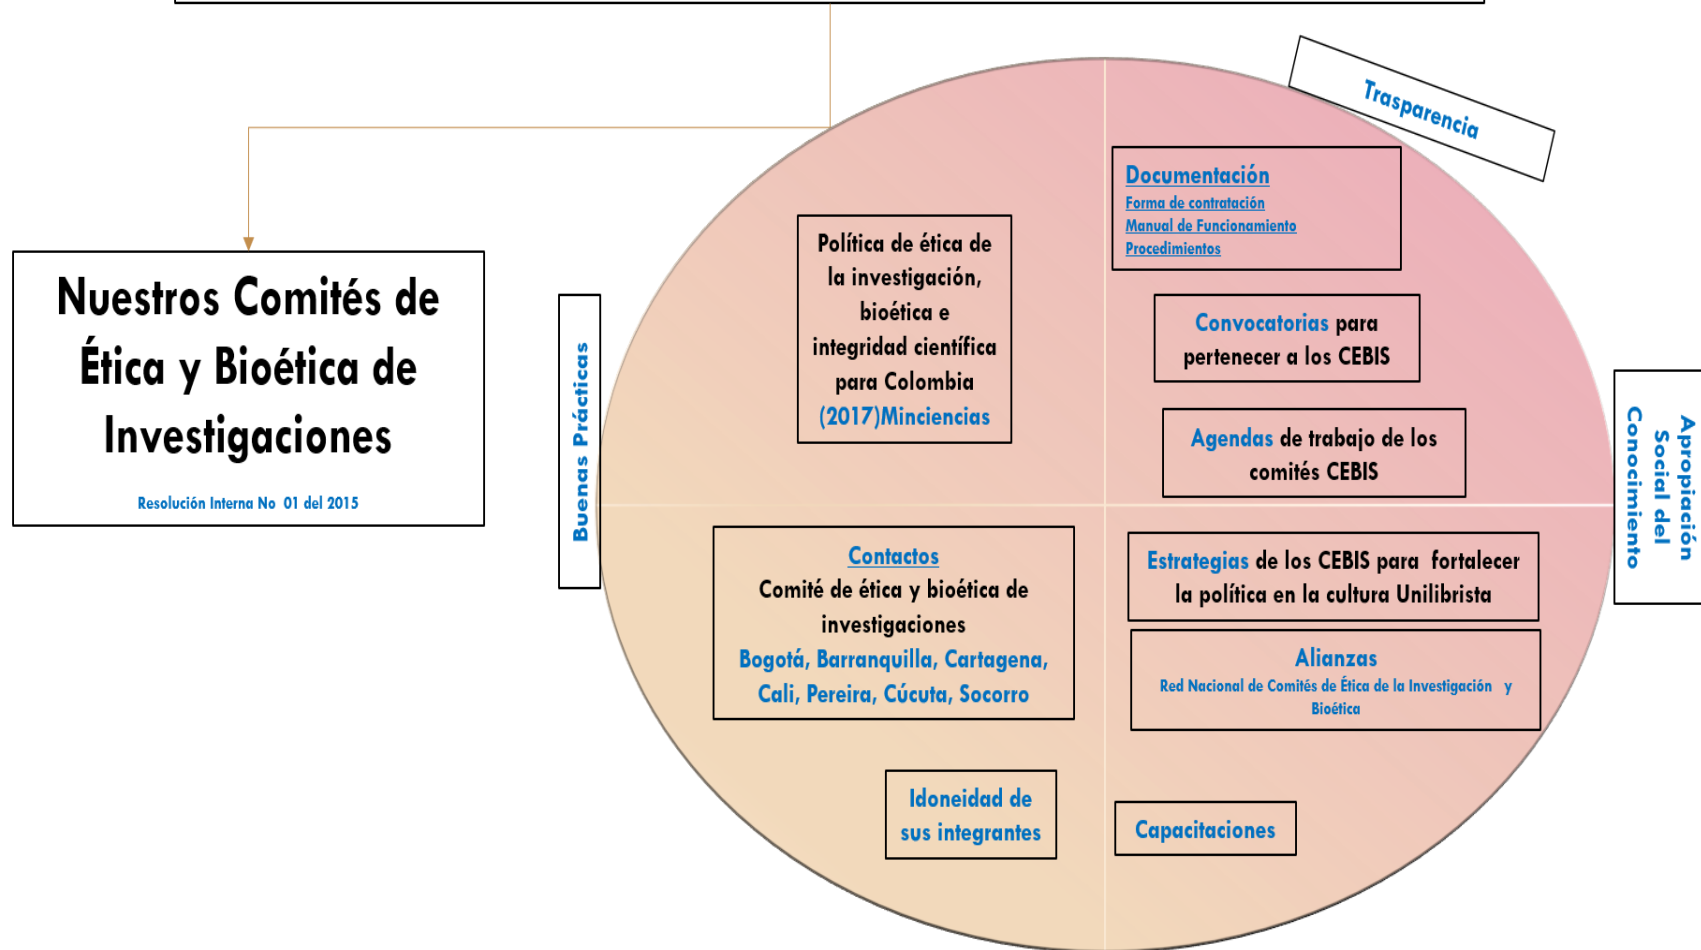 Trasparencia
Documentación
Forma de contratación
Manual de Funcionamiento
Procedimientos
Política de ética de
la investigación,
bioética e
integridad científica
para Colombia
(2017)Minciencias
Nuestros Comités de
Ética y Bioética de
Investigaciones
Resolución Interna No 01 del 2015
Buenas Prácticas
Convocatorias para
pertenecer a los CEBIS
Agendas de trabajo de los
comités CEBIS
Apropiación
Social del
Conocimiento
Contactos
Comité de ética y bioética de
investigaciones
Bogotá, Barranquilla, Cartagena,
Cali, Pereira, Cúcuta, Socorro
Estrategias de los CEBIS para fortalecer
la política en la cultura Unilibrista
Alianzas
Red Nacional de Comités de Ética de la Investigación y
Bioética
Idoneidad de
sus integrantes
Capacitaciones